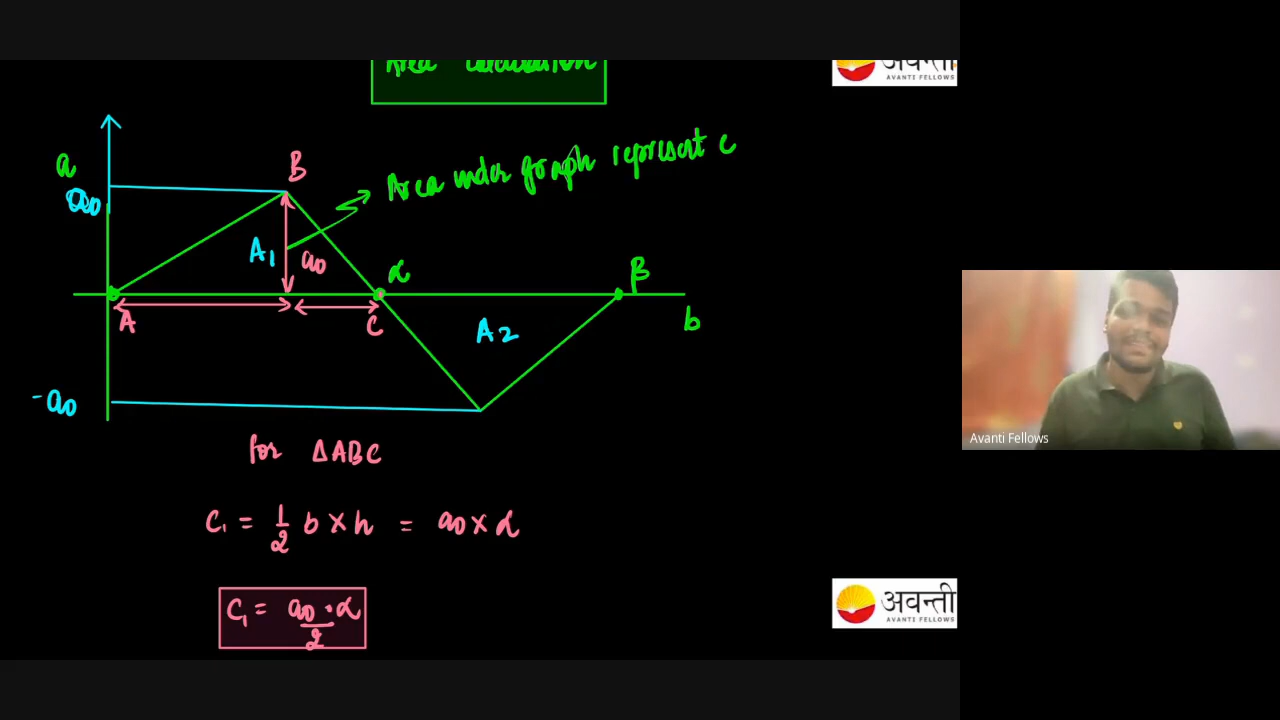 Area calculation
अवन्ती
AVANTI FELLOWS
a
a₀
B
Area under graph represent c
A₁
a₀
α
β
A
C
A₂
b
-a₀
for ΔABC
C₁ = 1/2 b × h = a₀ × α
C₁ = a₀ · α / 2
अवन्ती
AVANTI FELLOWS
Avanti Fellows